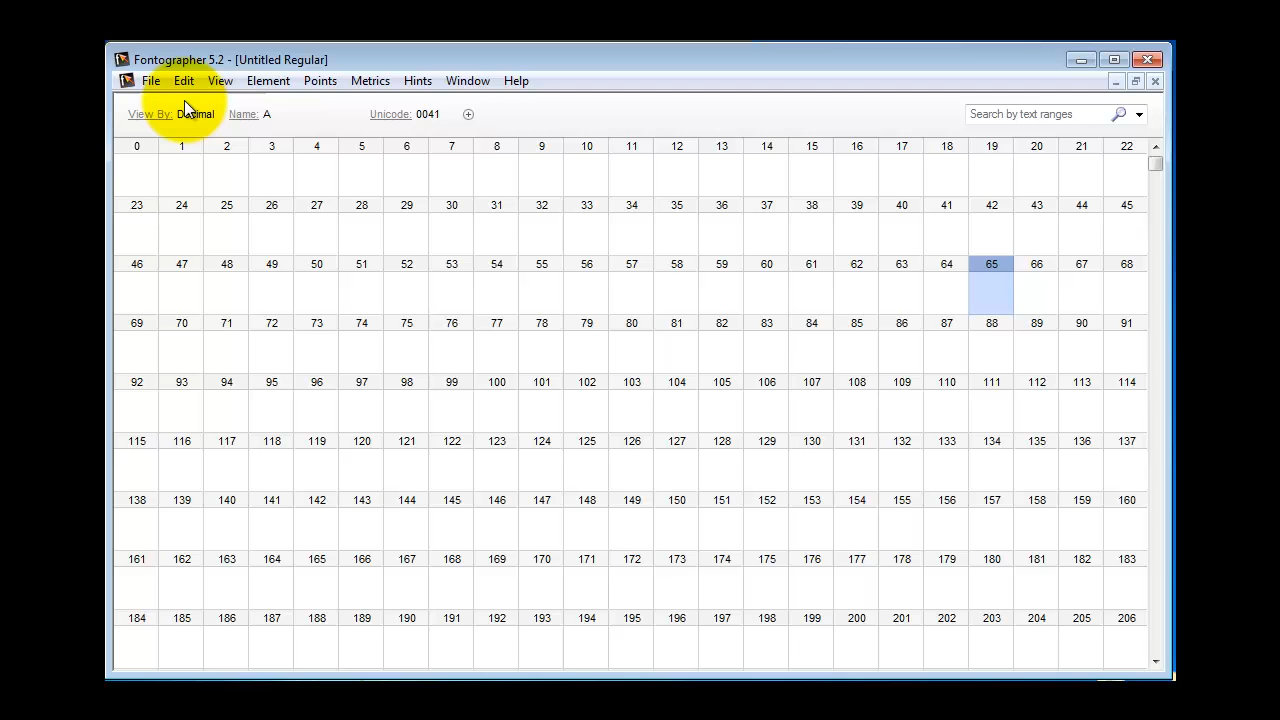 Fontographer 5.2 - [Untitled Regular]
File Edit View Element Points Metrics Hints Window Help
View By: Decimal Name: A Unicode: 0041 Search by text ranges
0 1 2 3 4 5 6 7 8 9 10 11 12 13 14 15 16 17 18 19 20 21 22
23 24 25 26 27 28 29 30 31 32 33 34 35 36 37 38 39 40 41 42 43 44 45
46 47 48 49 50 51 52 53 54 55 56 57 58 59 60 61 62 63 64 65 66 67 68
69 70 71 72 73 74 75 76 77 78 79 80 81 82 83 84 85 86 87 88 89 90 91
92 93 94 95 96 97 98 99 100 101 102 103 104 105 106 107 108 109 110 111 112 113 114
115 116 117 118 119 120 121 122 123 124 125 126 127 128 129 130 131 132 133 134 135 136 137
138 139 140 141 142 143 144 145 146 147 148 149 150 151 152 153 154 155 156 157 158 159 160
161 162 163 164 165 166 167 168 169 170 171 172 173 174 175 176 177 178 179 180 181 182 183
184 185 186 187 188 189 190 191 192 193 194 195 196 197 198 199 200 201 202 203 204 205 206